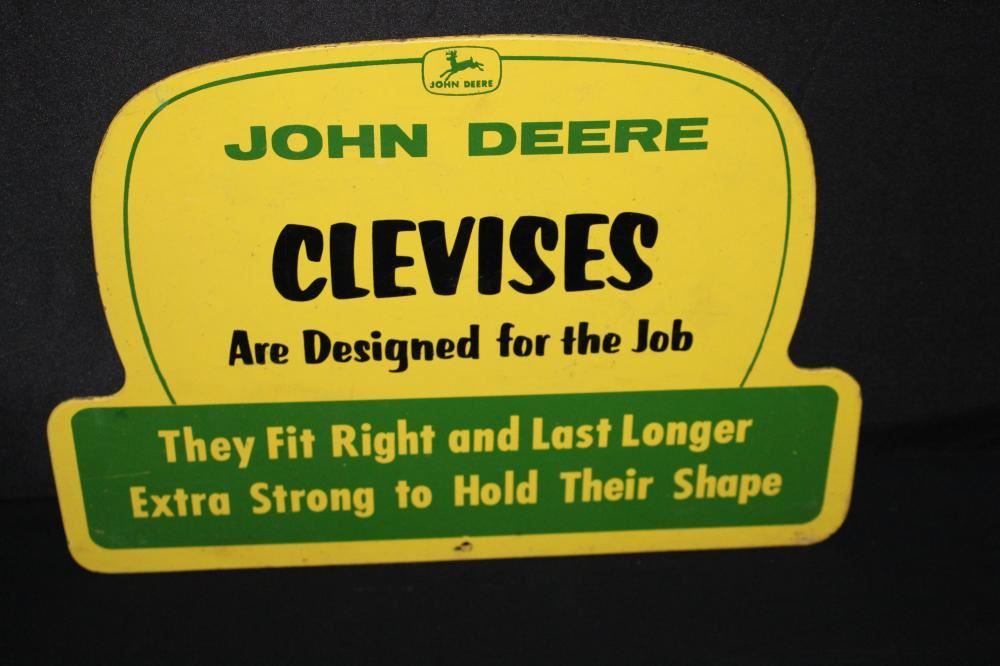 JOHN DEERE
JOHN DEERE
CLEVISES
Are Designed for the Job
They Fit Right and Last Longer
Extra Strong to Hold Their Shape